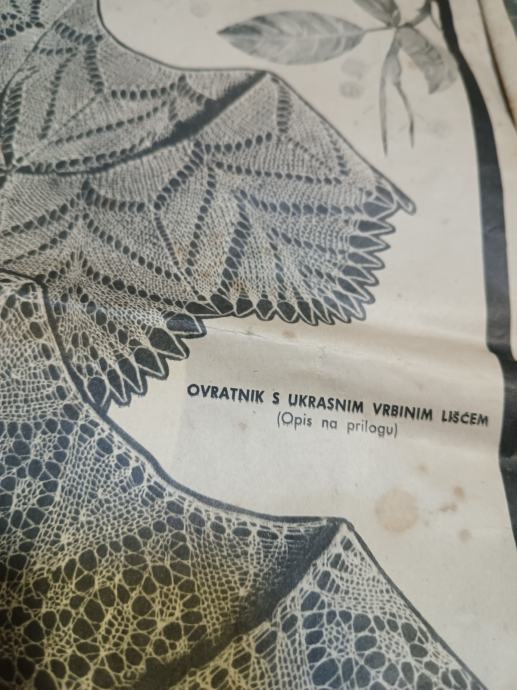 OVRATNIK S UKRASNIM VRBINIM LIŠĆEM
(Opis na prilogu)